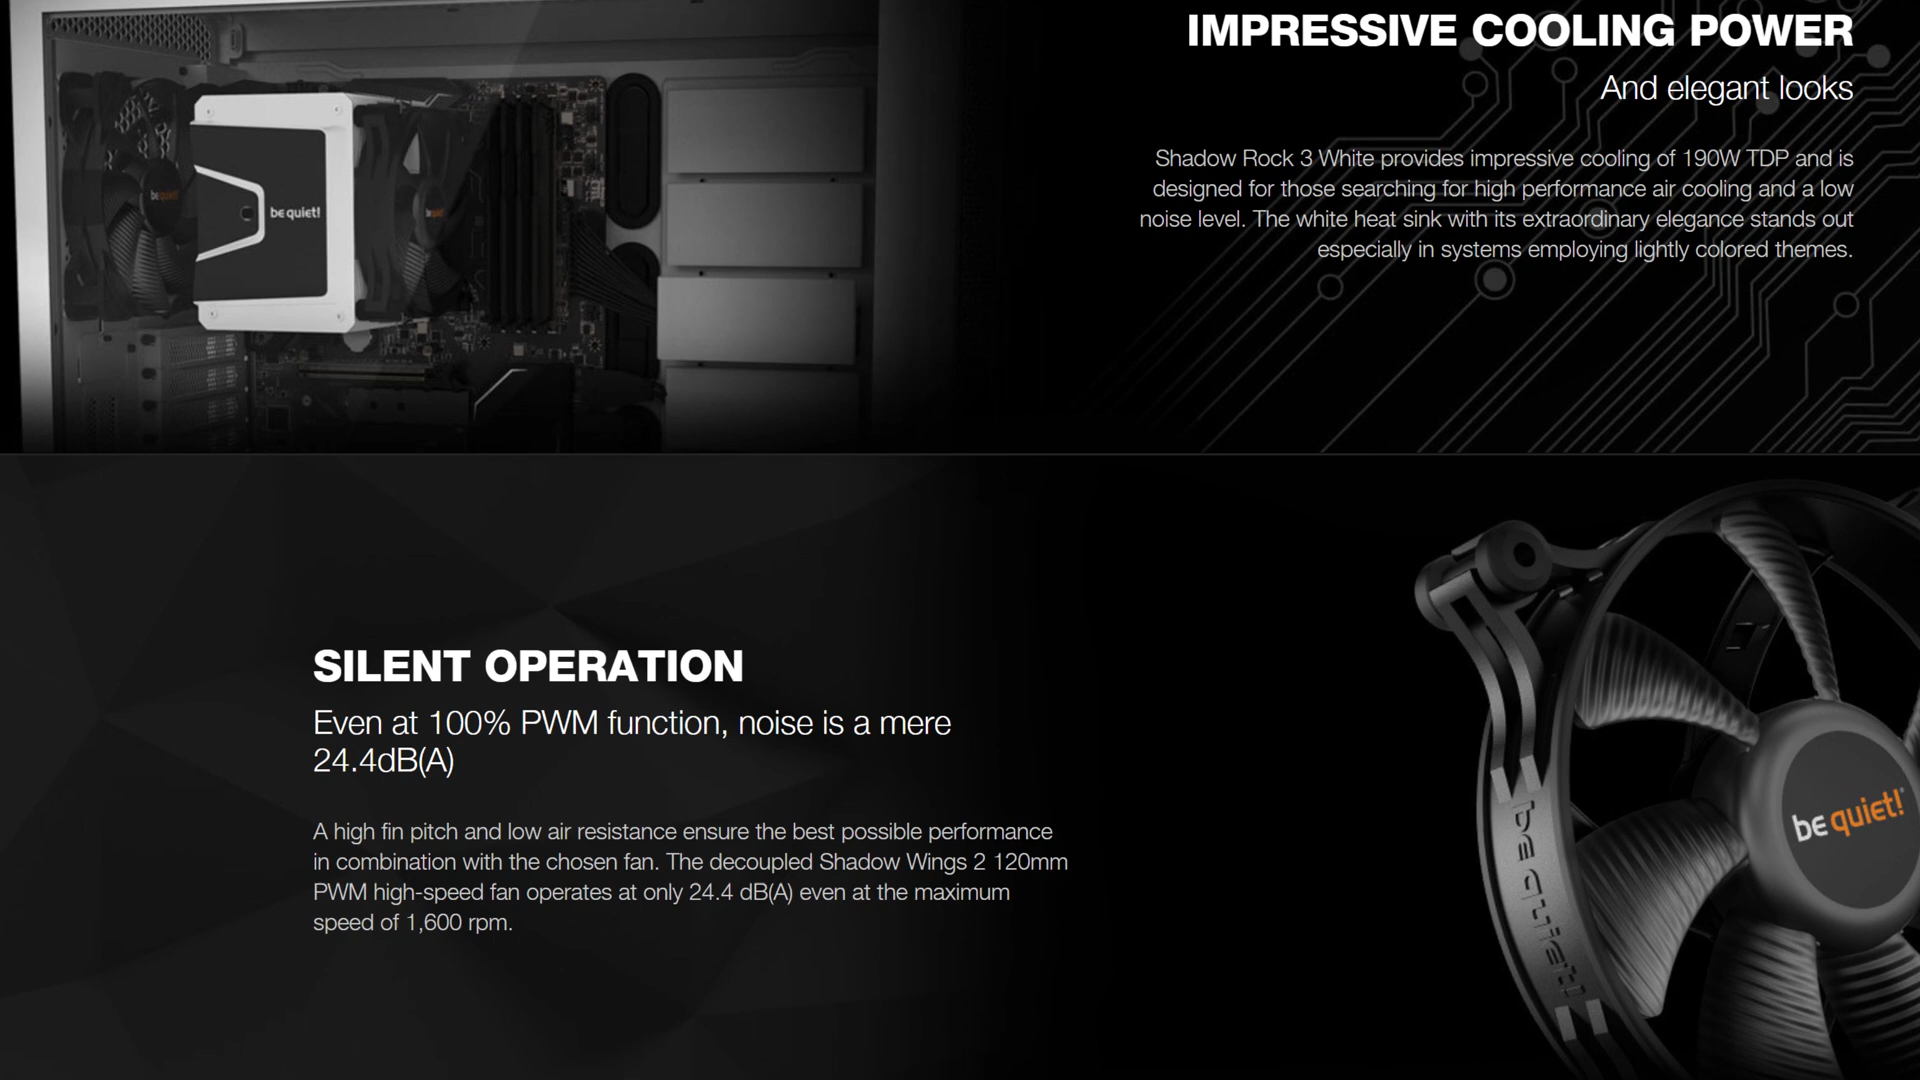 IMPRESSIVE COOLING POWER
And elegant looks
Shadow Rock 3 White provides impressive cooling of 190W TDP and is
designed for those searching for high performance air cooling and a low
noise level. The white heat sink with its extraordinary elegance stands out
especially in systems employing lightly colored themes.
be quiet!
be quiet!
be quiet!
SILENT OPERATION
Even at 100% PWM function, noise is a mere
24.4dB(A)
A high fin pitch and low air resistance ensure the best possible performance
in combination with the chosen fan. The decoupled Shadow Wings 2 120mm
PWM high-speed fan operates at only 24.4 dB(A) even at the maximum
speed of 1,600 rpm.
be quiet!
be quiet!